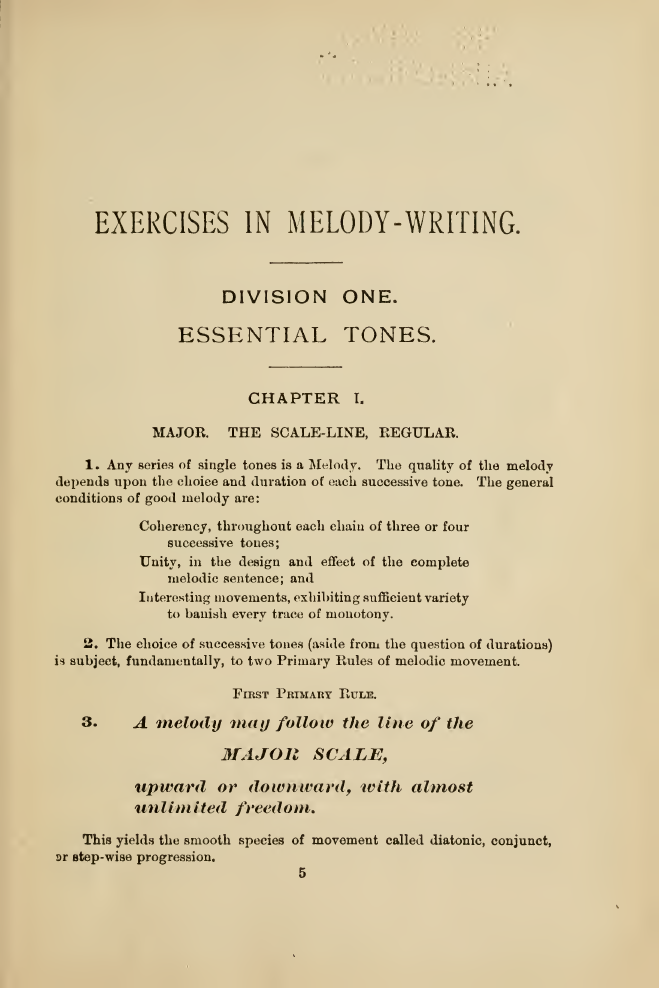 EXERCISES IN MELODY-WRITING.
DIVISION ONE.
ESSENTIAL TONES.
CHAPTER I.
MAJOR. THE SCALE-LINE, REGULAR.
1. Any series of single tones is a Melody. The quality of the melody
depends upon the choice and duration of each successive tone. The general
conditions of good melody are:
Coherency, throughout each chain of three or four
successive tones;
Unity, in the design and effect of the complete
melodic sentence; and
Interesting movements, exhibiting sufficient variety
to banish every trace of monotony.
2. The choice of successive tones (aside from the question of durations)
is subject, fundamentally, to two Primary Rules of melodic movement.
FIRST PRIMARY RULE.
3. A melody may follow the line of the
MAJOR SCALE,
upward or downward, with almost
unlimited freedom.
This yields the smooth species of movement called diatonic, conjunct,
or step-wise progression.
5